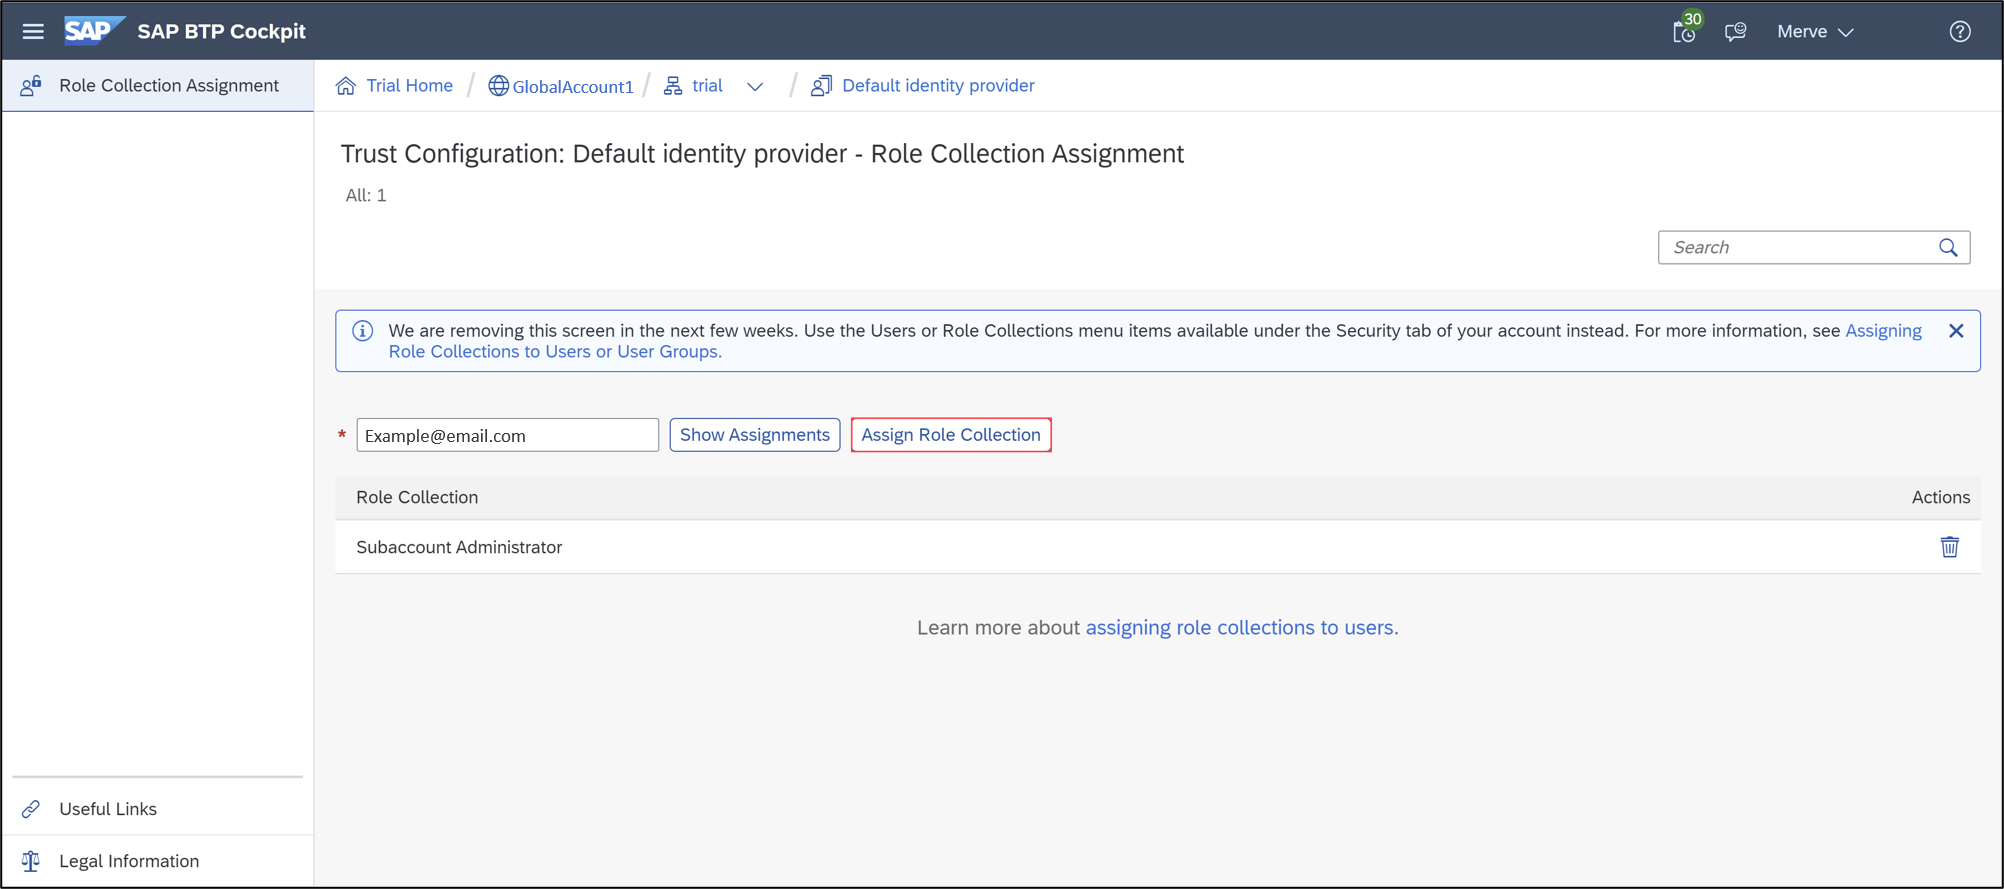 SAP SAP BTP Cockpit 30 Merve
Role Collection Assignment
Trial Home / GlobalAccount1 / trial / Default identity provider
Trust Configuration: Default identity provider - Role Collection Assignment
All: 1
Search
We are removing this screen in the next few weeks. Use the Users or Role Collections menu items available under the Security tab of your account instead. For more information, see Assigning
Role Collections to Users or User Groups.
* Example@email.com Show Assignments Assign Role Collection
Role Collection Actions
Subaccount Administrator
Learn more about assigning role collections to users.
Useful Links
Legal Information